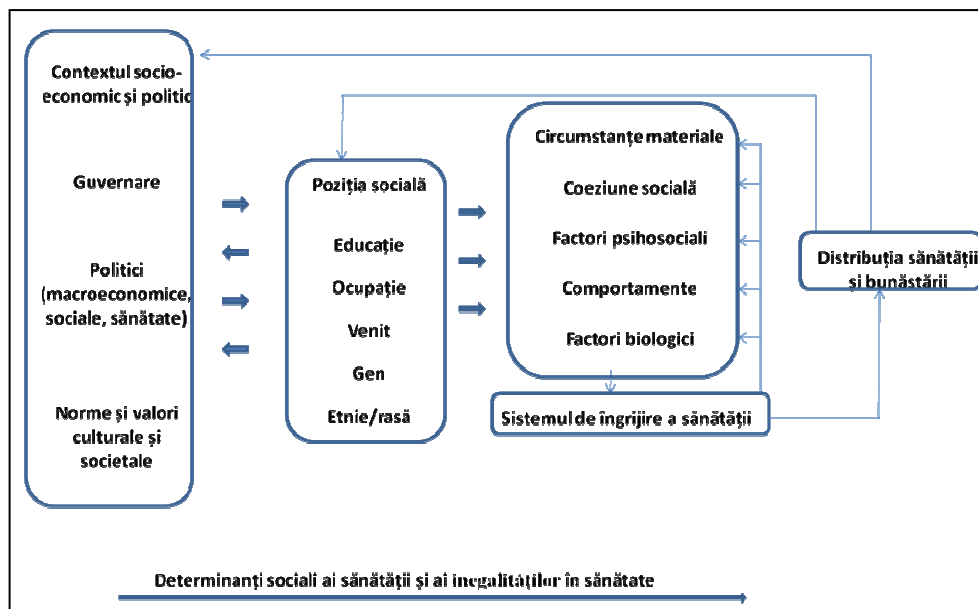 Contextul socio-
economic și politic
Guvernare
Politici
(macroeconomice,
sociale, sănătate)
Norme și valori
culturale și
societale
Poziția socială
Educație
Ocupație
Venit
Gen
Etnie/rasă
Circumstanțe materiale
Coeziune socială
Factori psihosociali
Comportamente
Factori biologici
Sistemul de îngrijire a sănătății
Distribuția sănătății
și bunăstării
Determinanți sociali ai sănătății și ai inegalităților în sănătate